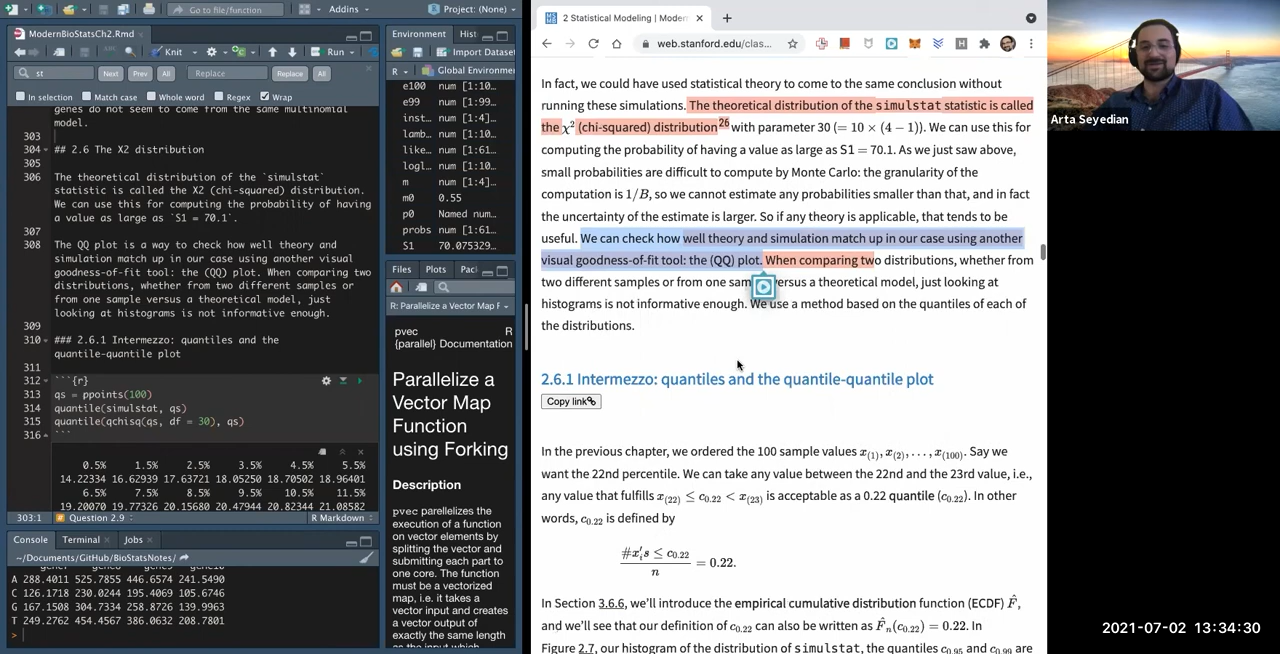 Go to file/function
Addins
Project: (None)
ModernBioStatsCh2.Rmd
Knit
Run
st
Next
Prev
All
Replace
Replace
All
In selection
Match case
Whole word
Regex
Wrap
genes do not seem to come from the same multinomial
model.
303
304 ## 2.6 The X2 distribution
305
306 The theoretical distribution of the `simulstat`
statistic is called the X2 (chi-squared) distribution.
We can use this for computing the probability of having
a value as large as `S1 = 70.1`.
307
308 The QQ plot is a way to check how well theory and
simulation match up in our case using another visual
goodness-of-fit tool: the (QQ) plot. When comparing two
distributions, whether from two different samples or
from one sample versus a theoretical model, just
looking at histograms is not informative enough.
309
310 ### 2.6.1 Intermezzo: quantiles and the
quantile-quantile plot
311
312 ```{r}
313 qs = ppoints(100)
314 quantile(simulstat, qs)
315 quantile(qchisq(qs, df = 30), qs)
316 ```
0.5% 1.5% 2.5% 3.5% 4.5% 5.5%
14.22334 16.62939 17.63721 18.05250 18.70502 18.96401
6.5% 7.5% 8.5% 9.5% 10.5% 11.5%
19.20070 19.77326 20.15680 20.47944 20.82344 21.08582
303:1
Question 2.9
R Markdown
Console
Terminal
Jobs
~/Documents/GitHub/BioStatsNotes/
A 288.4011 525.7855 446.6574 241.5490
C 126.1718 230.0244 195.4069 105.6746
G 167.1508 304.7334 258.8726 139.9963
T 249.2762 454.4567 386.0632 208.7801
>
Environment
Hist
Import Dataset
R
Global Environment
e100 num [1:10...
e99 num [1:99...
inst... num [1:4]...
lamb... num [1:10...
like... num [1:61...
logl... num [1:10...
m num [1:4]...
m0 0.55
p0 Named num...
probs num [1:61...
S1 70.075329...
Files
Plots
Pac
R: Parallelize a Vector Map F
pvec R
{parallel} Documentation
Parallelize a
Vector Map
Function
using Forking
Description
pvec parellelizes the
execution of a function
on vector elements by
splitting the vector and
submitting each part to
one core. The function
must be a vectorized
map, i.e. it takes a
vector input and creates
a vector output of
exactly the same length
as the input which
2 Statistical Modeling | Modern
web.stanford.edu/clas...
In fact, we could have used statistical theory to come to the same conclusion without
running these simulations. The theoretical distribution of the simulstat statistic is called
the χ² (chi-squared) distribution26 with parameter 30 (= 10 × (4 − 1)). We can use this for
computing the probability of having a value as large as S1 = 70.1. As we just saw above,
small probabilities are difficult to compute by Monte Carlo: the granularity of the
computation is 1/B, so we cannot estimate any probabilities smaller than that, and in fact
the uncertainty of the estimate is larger. So if any theory is applicable, that tends to be
useful. We can check how well theory and simulation match up in our case using another
visual goodness-of-fit tool: the (QQ) plot. When comparing two distributions, whether from
two different samples or from one sam versus a theoretical model, just looking at
histograms is not informative enough. We use a method based on the quantiles of each of
the distributions.
2.6.1 Intermezzo: quantiles and the quantile-quantile plot
Copy link
In the previous chapter, we ordered the 100 sample values x(1), x(2), . . . , x(100). Say we
want the 22nd percentile. We can take any value between the 22nd and the 23rd value, i.e.,
any value that fulfills x(22) ≤ c0.22 < x(23) is acceptable as a 0.22 quantile (c0.22). In other
words, c0.22 is defined by
#xi's ≤ c0.22 / n = 0.22.
In Section 3.6.6, we'll introduce the empirical cumulative distribution function (ECDF) F̂,
and we'll see that our definition of c0.22 can also be written as F̂n(c0.22) = 0.22. In
Figure 2.7, our histogram of the distribution of simulstat, the quantiles c0.95 and c0.99 are
Arta Seyedian
2021-07-02 13:34:30